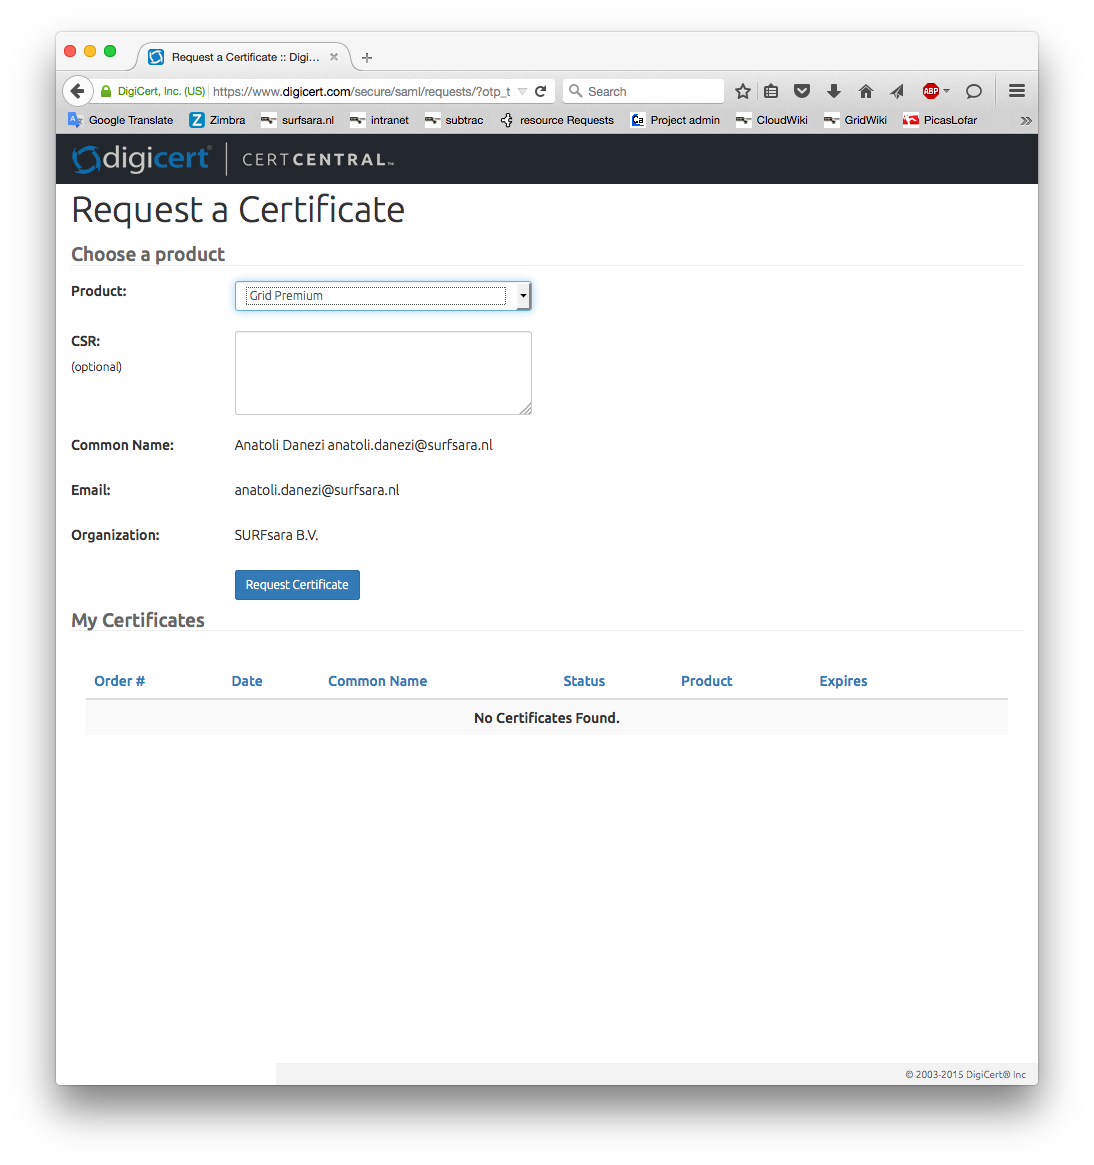 Request a Certificate :: Digi...
DigiCert, Inc. (US) https://www.digicert.com/secure/saml/requests/?otp_t Search ABP
Google Translate Z Zimbra surfsara.nl intranet subtrac resource Requests Project admin CloudWiki GridWiki PicasLofar
digicert® CERTCENTRAL™
Request a Certificate
Choose a product
Product: Grid Premium
CSR:
(optional)
Common Name: Anatoli Danezi anatoli.danezi@surfsara.nl
Email: anatoli.danezi@surfsara.nl
Organization: SURFsara B.V.
Request Certificate
My Certificates
Order # Date Common Name Status Product Expires
No Certificates Found.
© 2003-2015 DigiCert® Inc